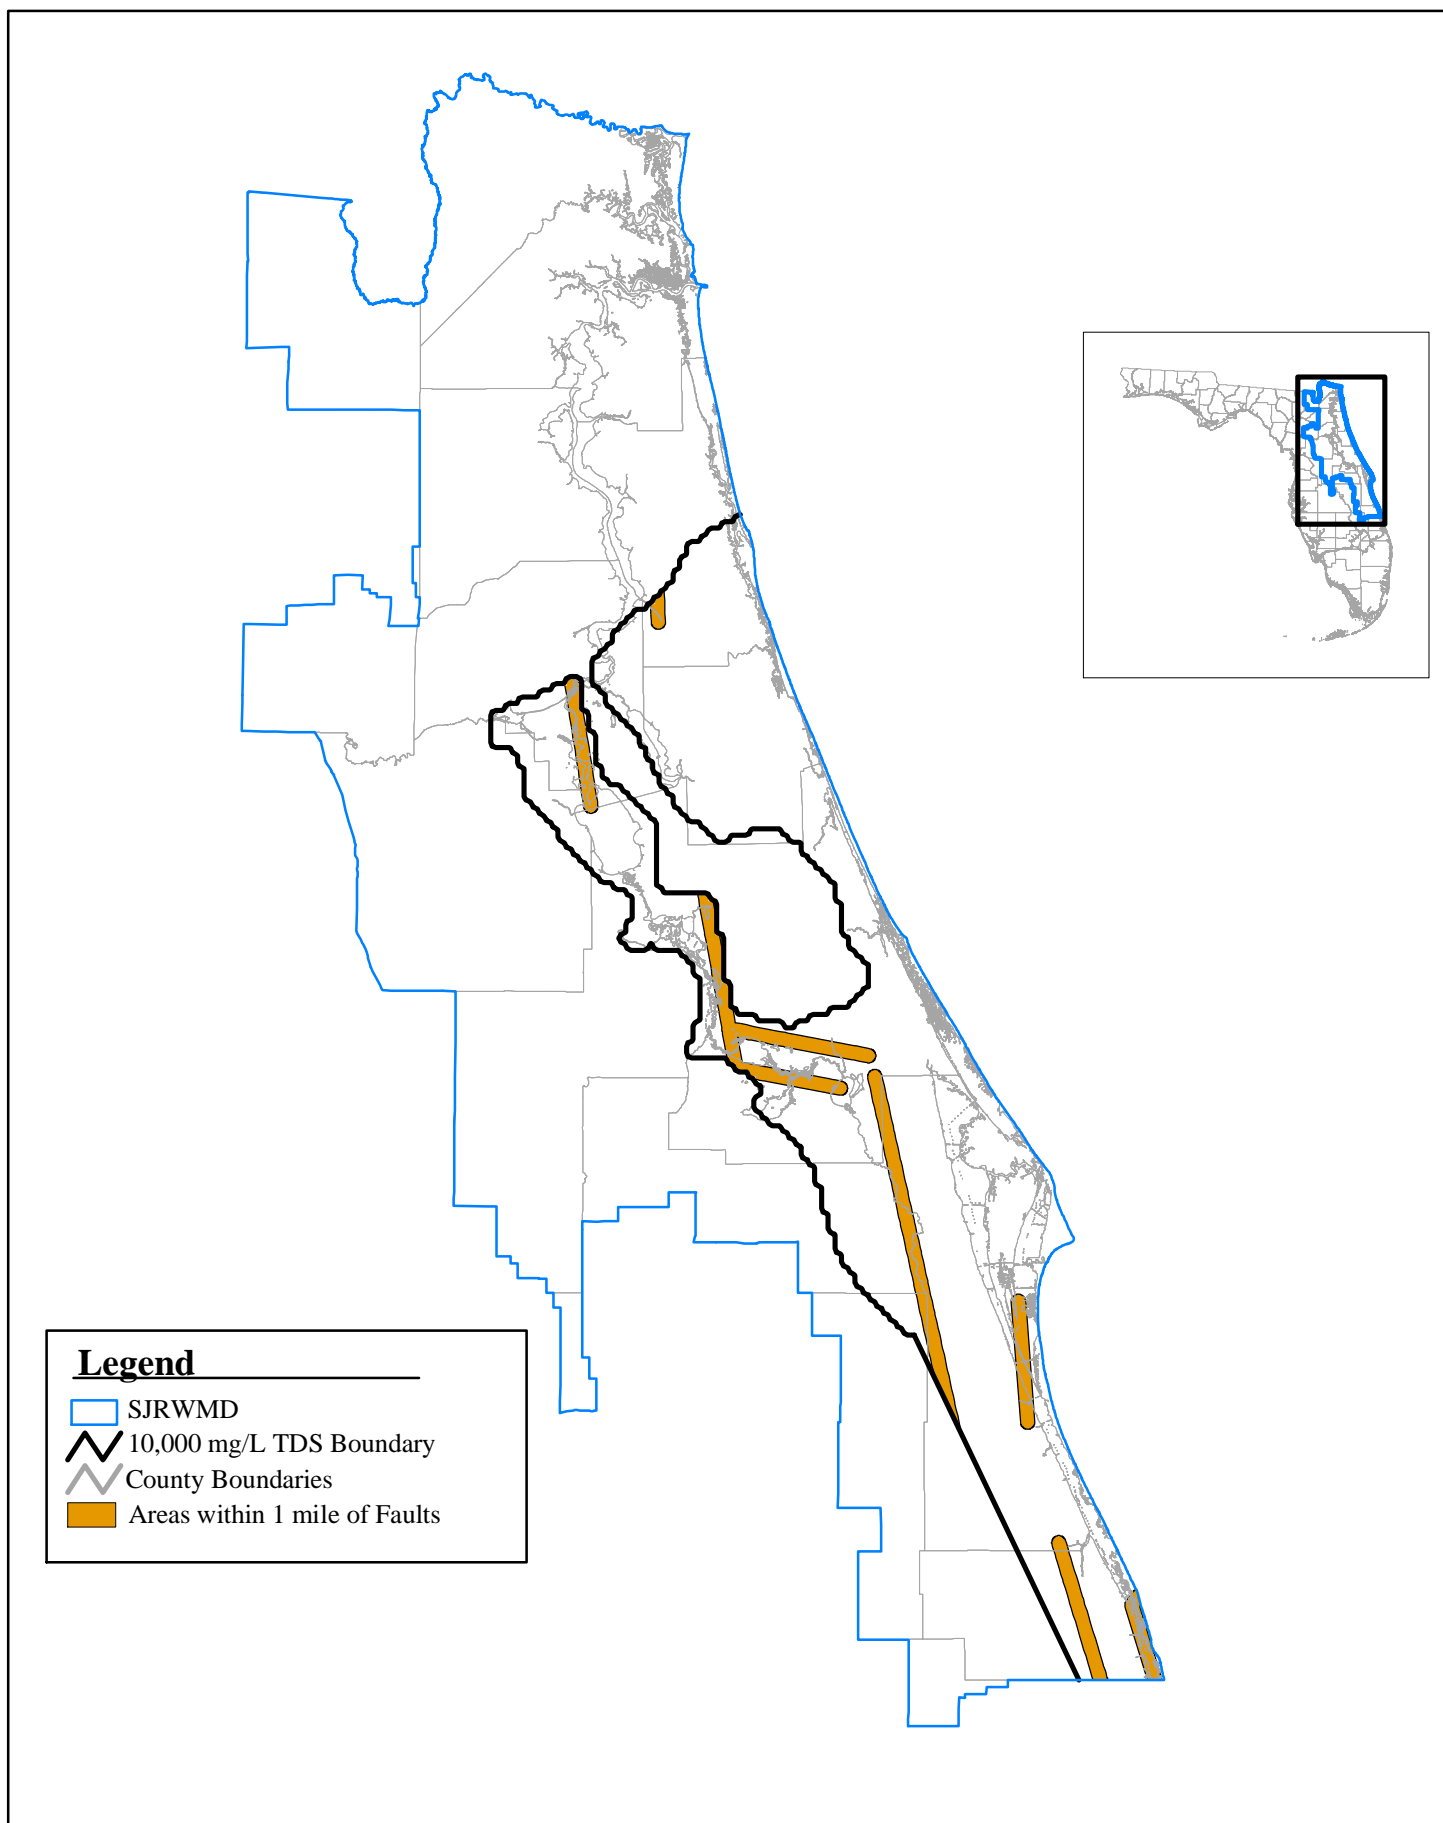 Legend
SJRWMD
10,000 mg/L TDS Boundary
County Boundaries
Areas within 1 mile of Faults